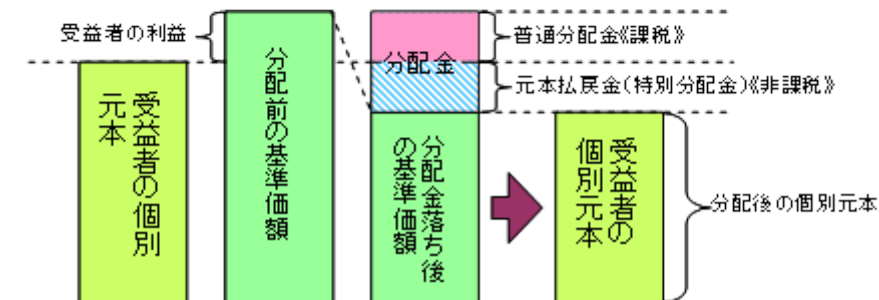 受益者の利益
受益者の個別
元本
分配前の基準価額
分配金
分配金落ち後
の基準価額
普通分配金《課税》
元本払戻金(特別分配金)《非課税》
受益者の
個別元本
分配後の個別元本